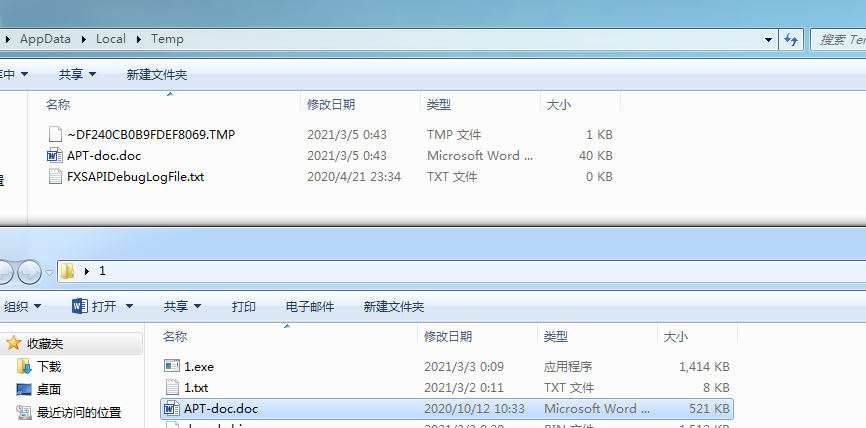 AppData Local Temp 搜索 Te
库中 共享 新建文件夹
名称 修改日期 类型 大小
~DF240CB0B9FDEF8069.TMP 2021/3/5 0:43 TMP 文件 1 KB
APT-doc.doc 2021/3/5 0:43 Microsoft Word ... 40 KB
FXSAPIDebugLogFile.txt 2020/4/21 23:34 TXT 文件 0 KB
置
1
组织 打开 共享 打印 电子邮件 新建文件夹
名称 修改日期 类型 大小
收藏夹
下载
桌面
最近访问的位置
1.exe 2021/3/3 0:09 应用程序 1,414 KB
1.txt 2021/3/2 0:11 TXT 文件 8 KB
APT-doc.doc 2020/10/12 10:33 Microsoft Word ... 521 KB